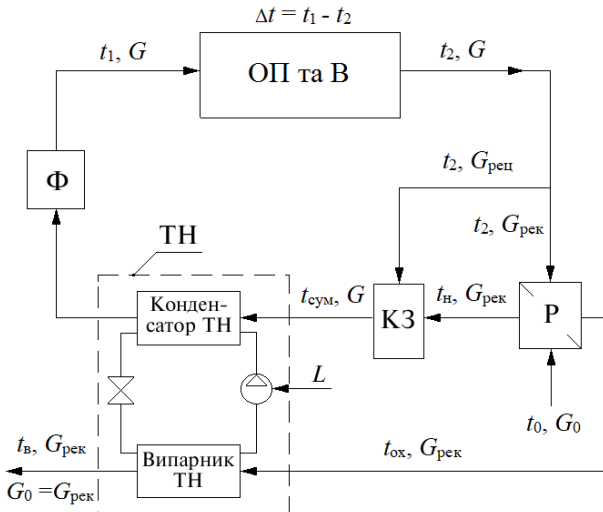 Δt = t₁ - t₂
t₁, G
ОП та В
t₂, G
Ф
t₂, Gрец
t₂, Gрек
ТН
Конден-
сатор ТН
tсум, G
КЗ
tн, Gрек
Р
L
t₀, G₀
tв, Gрек
G₀ =Gрек
Випарник
ТН
tох, Gрек